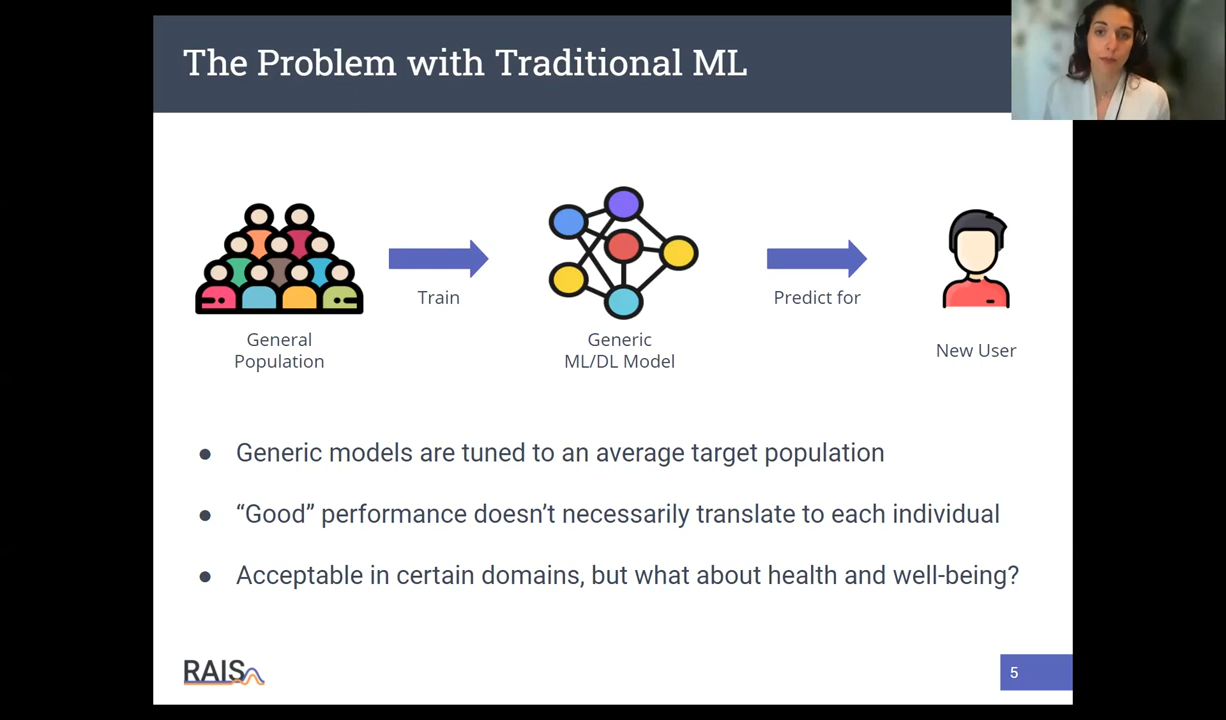 The Problem with Traditional ML
Train
Predict for
General
Population
Generic
ML/DL Model
New User
● Generic models are tuned to an average target population
● “Good” performance doesn’t necessarily translate to each individual
● Acceptable in certain domains, but what about health and well-being?
RAIS
5